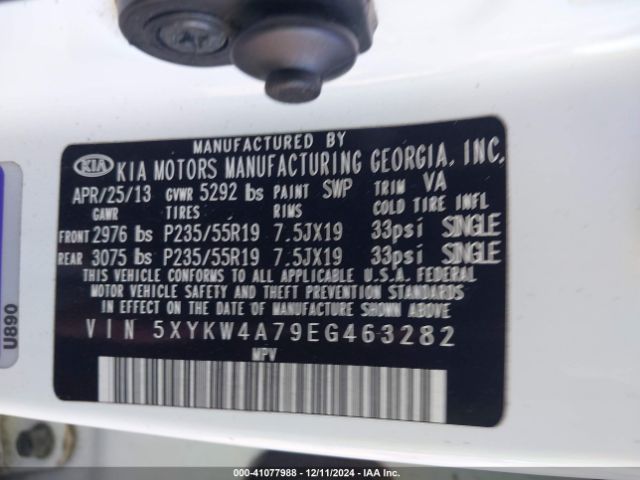 MANUFACTURED BY
KIA KIA MOTORS MANUFACTURING GEORGIA, INC.
APR/25/13 GVWR 5292 lbs PAINT SWP TRIM VA
GAWR TIRES RIMS COLD TIRE INFL
FRONT 2976 lbs P235/55R19 7.5JX19 33psi SINGLE
REAR 3075 lbs P235/55R19 7.5JX19 33psi SINGLE
THIS VEHICLE CONFORMS TO ALL APPLICABLE U.S.A. FEDERAL
MOTOR VEHICLE SAFETY AND THEFT PREVENTION STANDARDS
IN EFFECT ON THE DATE OF MANUFACTURE SHOWN ABOVE
VIN 5XYKW4A79EG463282
MPV
U890
000-41077988 - 12/11/2024 - IAA Inc.